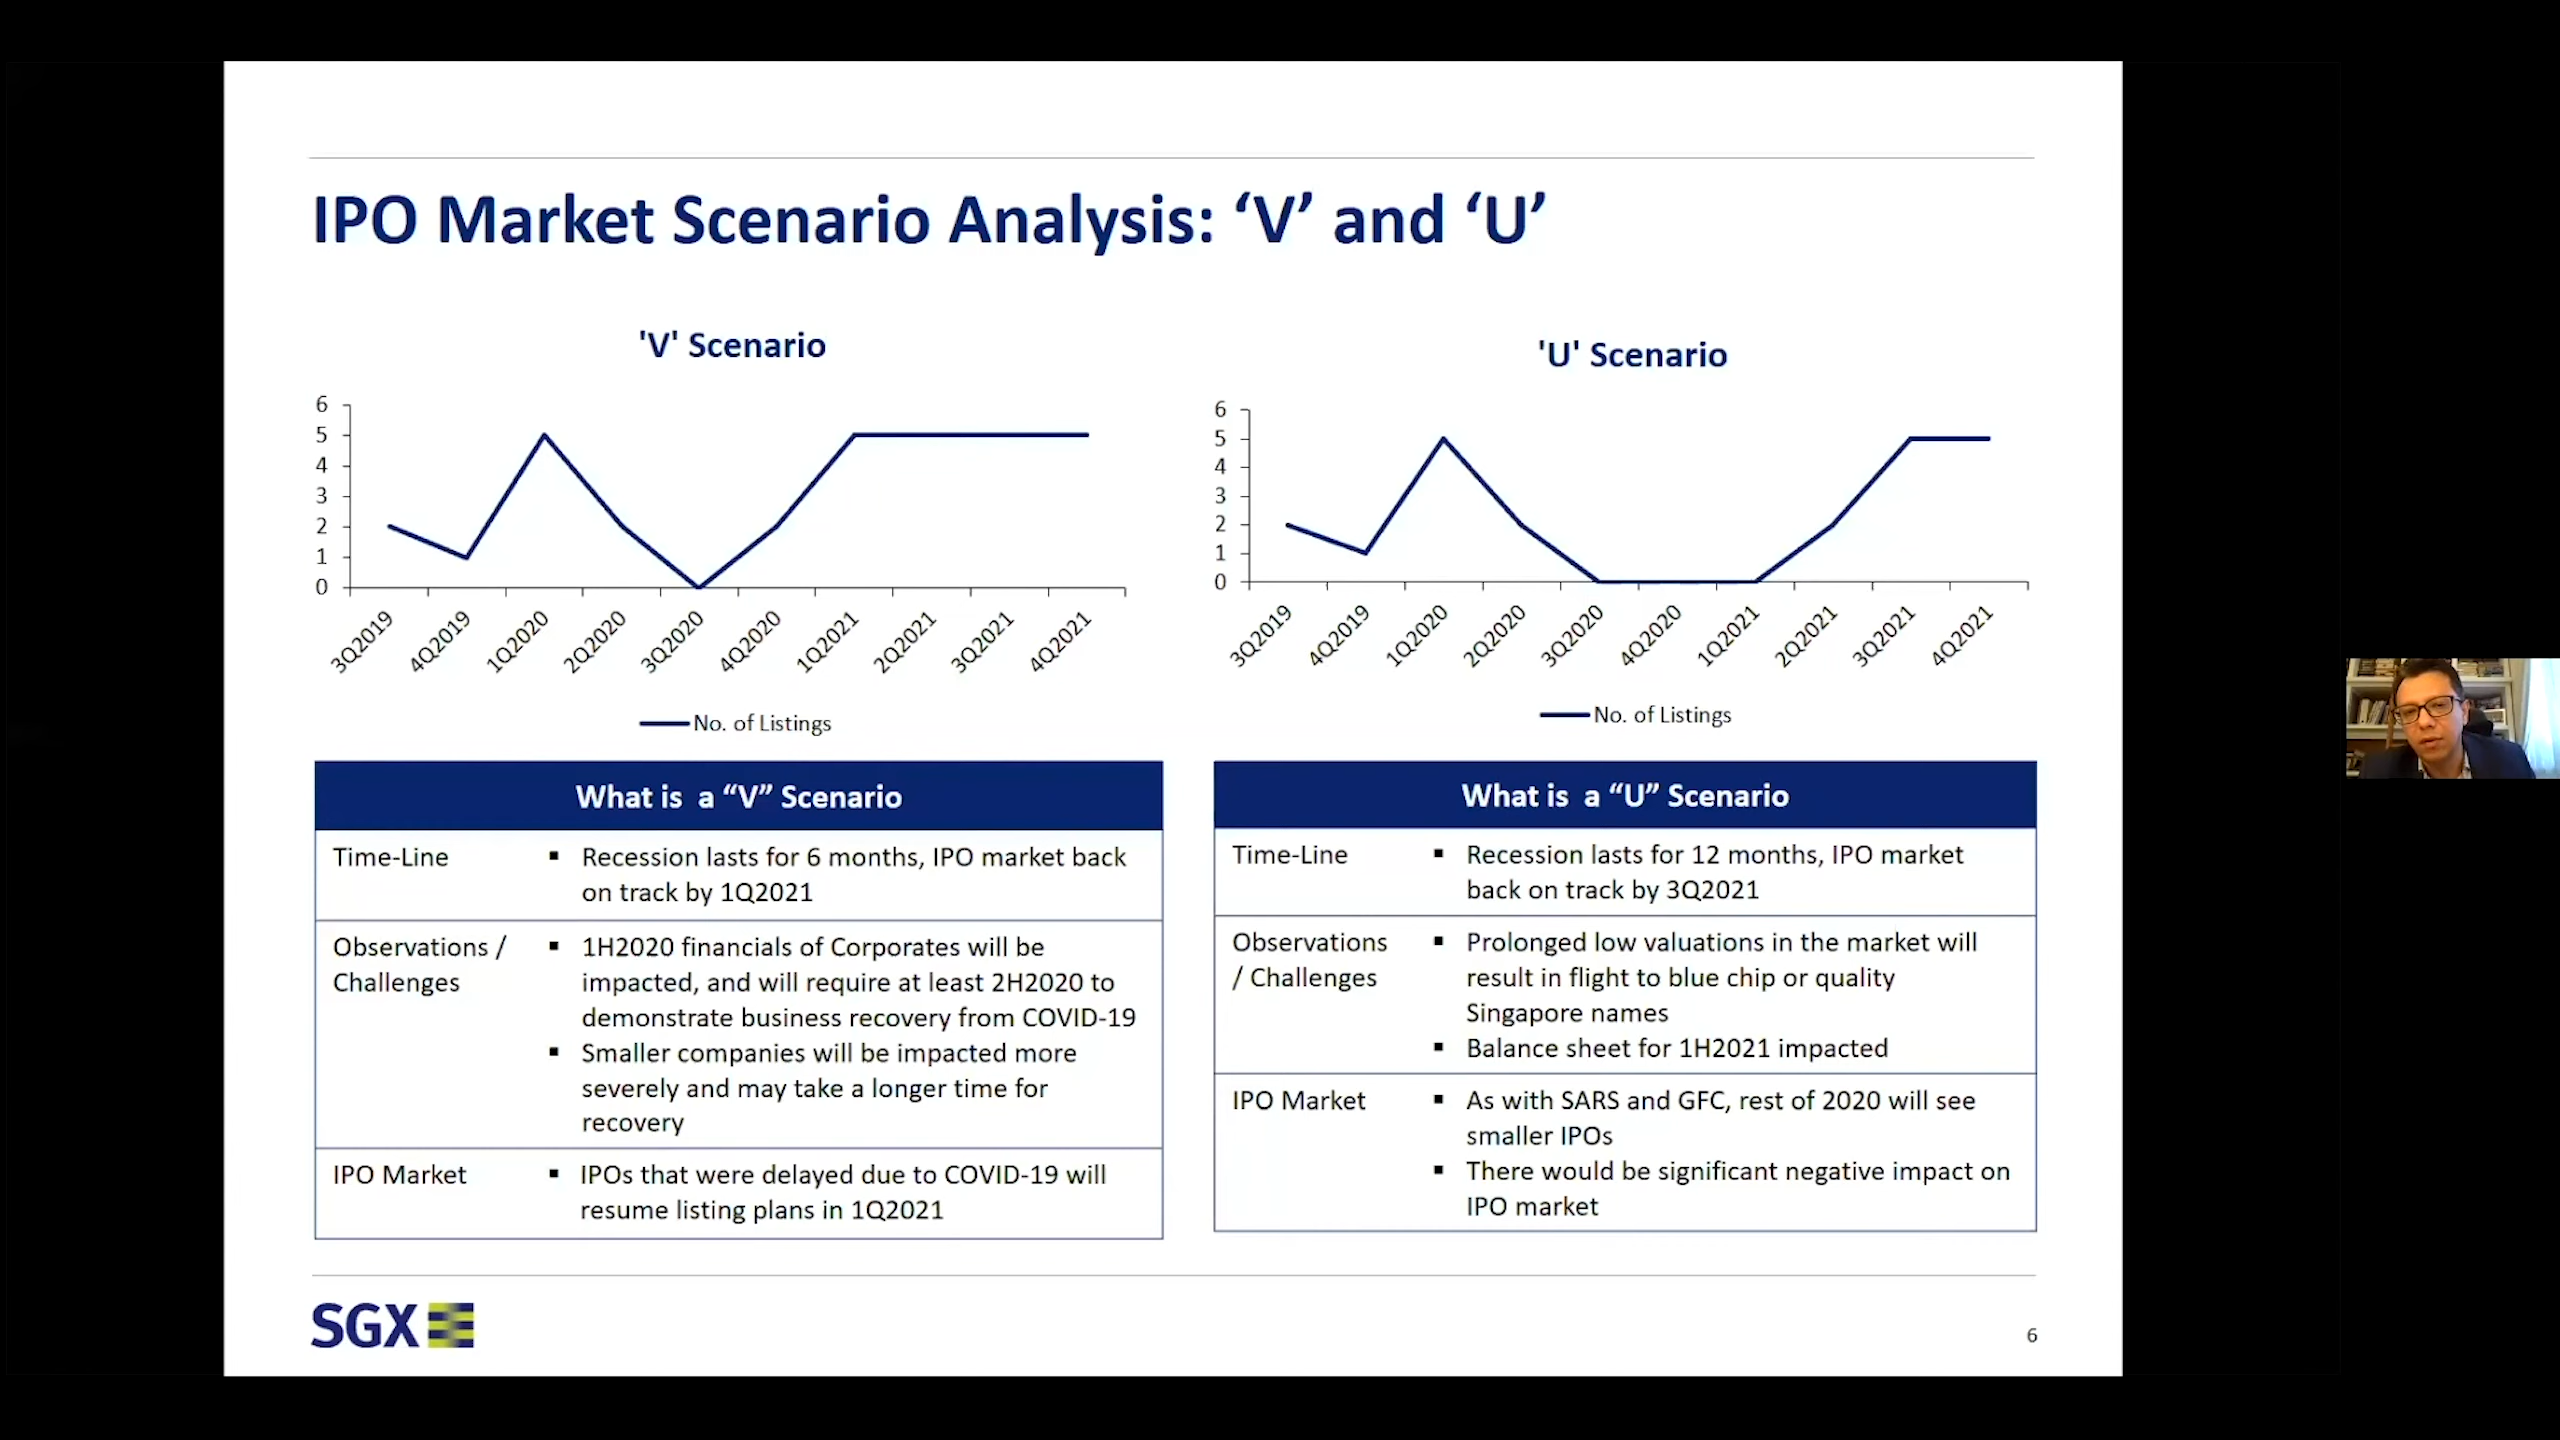 IPO Market Scenario Analysis: ‘V’ and ‘U’
'V' Scenario
6
5
4
3
2
1
0
3Q2019
4Q2019
1Q2020
2Q2020
3Q2020
4Q2020
1Q2021
2Q2021
3Q2021
4Q2021
No. of Listings
'U' Scenario
6
5
4
3
2
1
0
3Q2019
4Q2019
1Q2020
2Q2020
3Q2020
4Q2020
1Q2021
2Q2021
3Q2021
4Q2021
No. of Listings
What is a “V” Scenario
Time-Line
▪ Recession lasts for 6 months, IPO market back
on track by 1Q2021
Observations /
Challenges
▪ 1H2020 financials of Corporates will be
impacted, and will require at least 2H2020 to
demonstrate business recovery from COVID-19
▪ Smaller companies will be impacted more
severely and may take a longer time for
recovery
IPO Market
▪ IPOs that were delayed due to COVID-19 will
resume listing plans in 1Q2021
What is a “U” Scenario
Time-Line
▪ Recession lasts for 12 months, IPO market
back on track by 3Q2021
Observations
/ Challenges
▪ Prolonged low valuations in the market will
result in flight to blue chip or quality
Singapore names
▪ Balance sheet for 1H2021 impacted
IPO Market
▪ As with SARS and GFC, rest of 2020 will see
smaller IPOs
▪ There would be significant negative impact on
IPO market
SGX
6